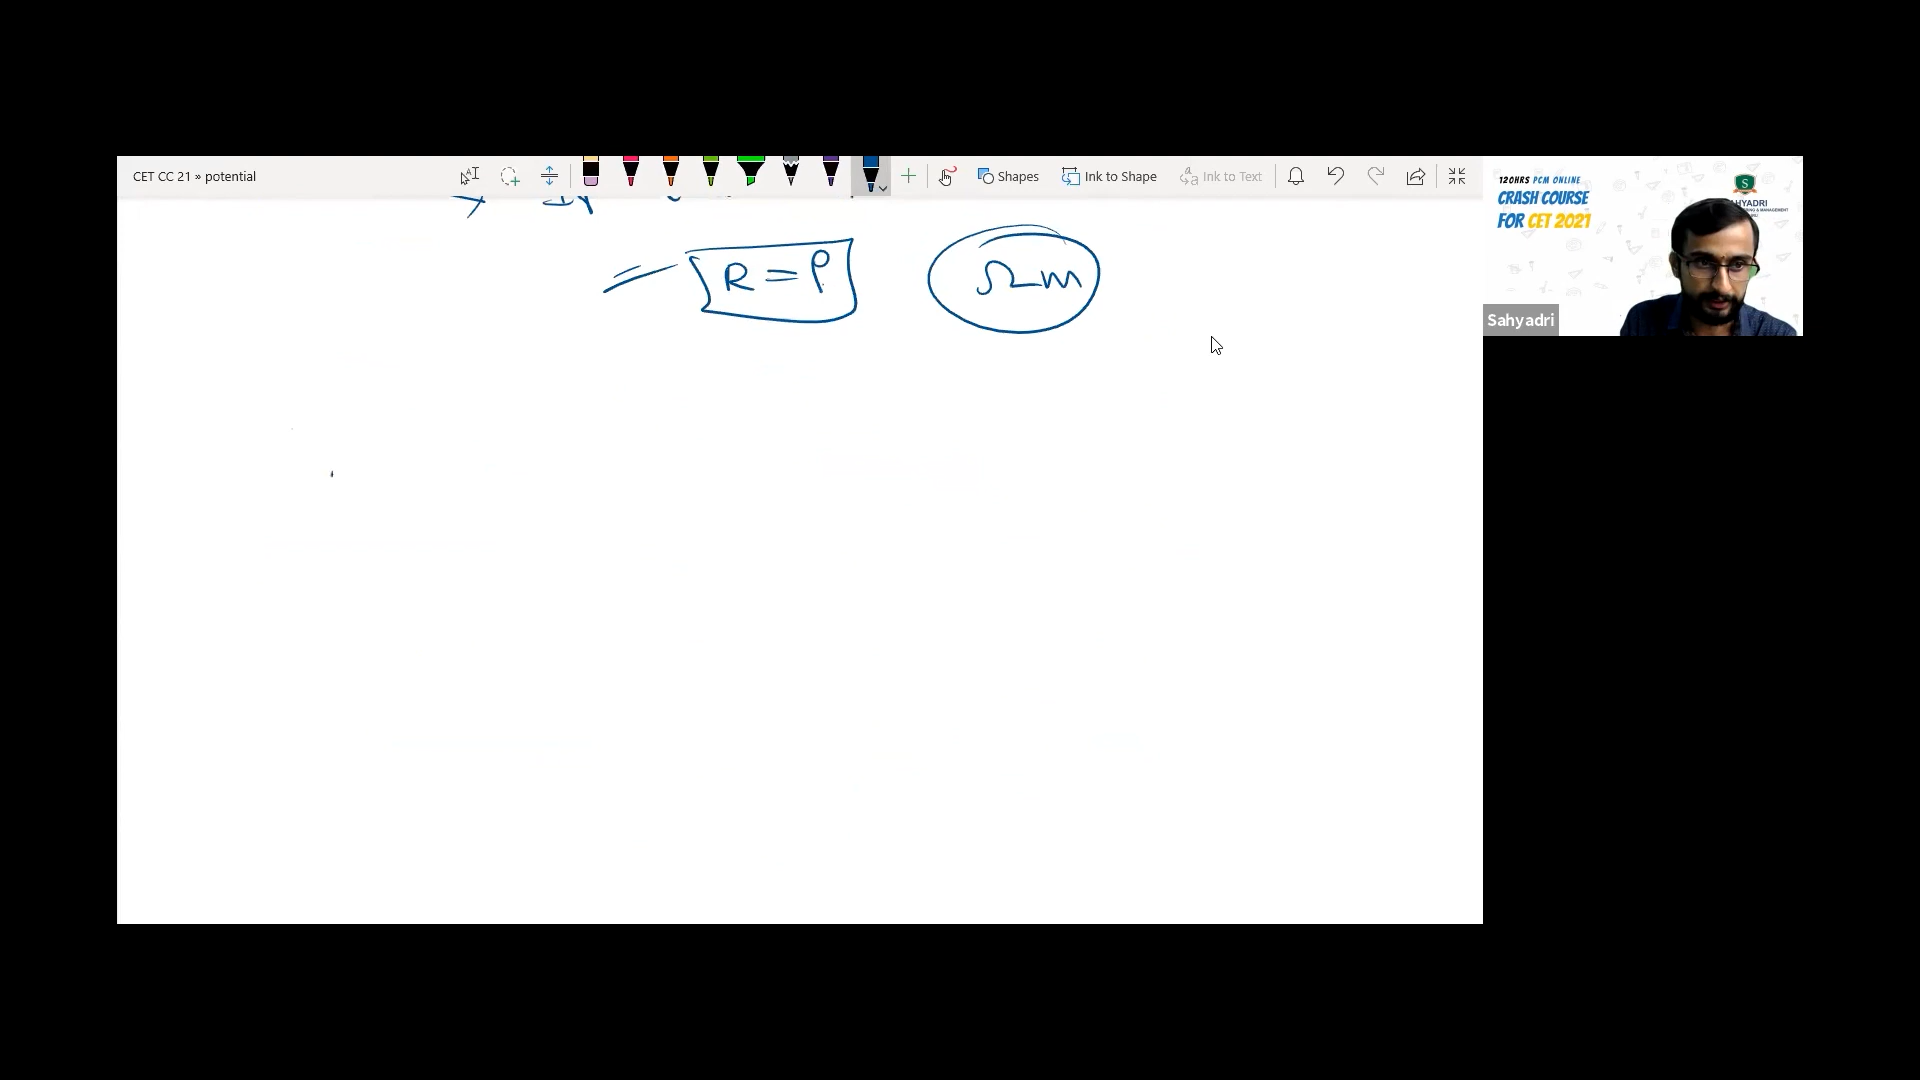 CET CC 21 » potential
Shapes
Ink to Shape
Ink to Text
R = ρ
Ωm
120HRS PCM ONLINE
CRASH COURSE
FOR CET 2021
S
Sahyadri